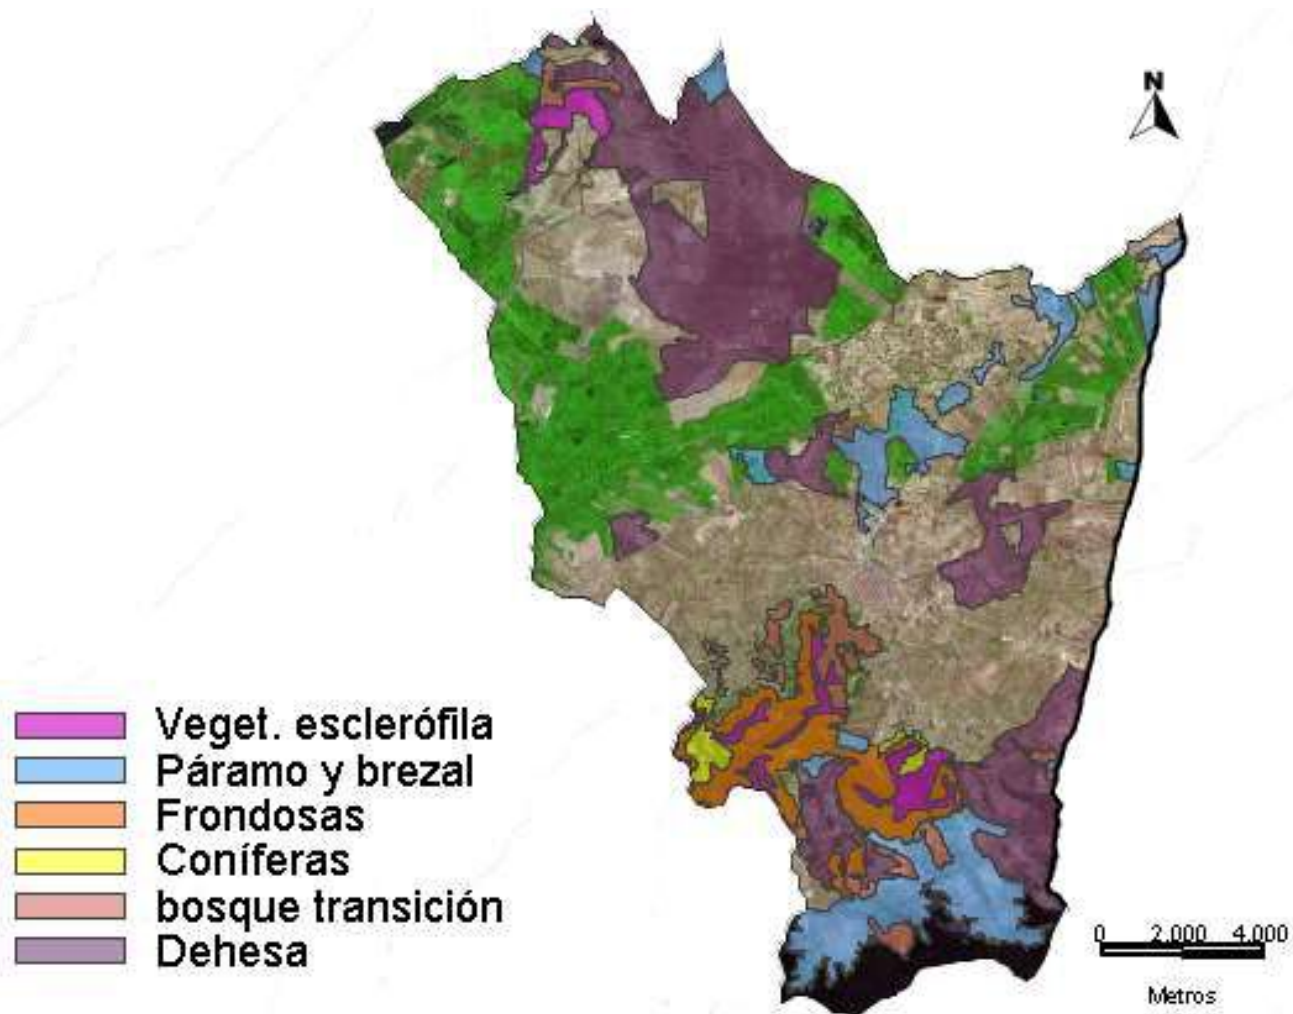 N
Veget. esclerófila
Páramo y brezal
Frondosas
Coníferas
bosque transición
Dehesa
0 2,000 4,000
Metros